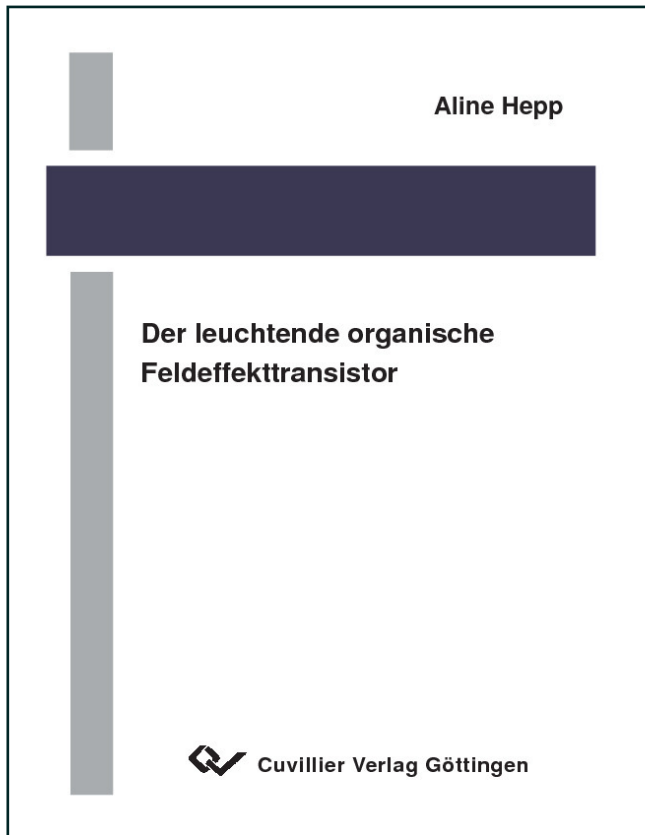 Aline Hepp
Der leuchtende organische
Feldeffekttransistor
Cuvillier Verlag Göttingen